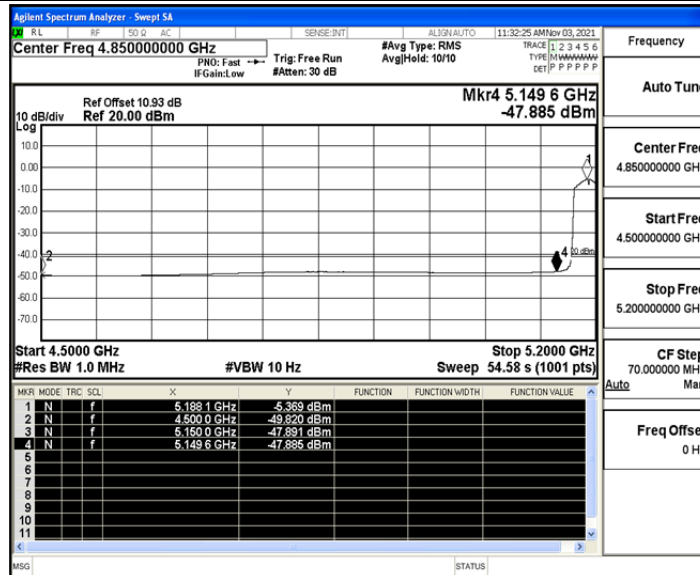 Agilent Spectrum Analyzer - Swept SA
RL RF 50 Ω AC SENSE:INT ALIGNAUTO 11:32:25 AM Nov 03, 2021
Center Freq 4.850000000 GHz
PNO: Fast
IFGain:Low
Trig: Free Run
#Atten: 30 dB
#Avg Type: RMS
Avg|Hold: 10/10
TRACE 1 2 3 4 5 6
TYPE M
DET P P P P P P
Ref Offset 10.93 dB
10 dB/div Ref 20.00 dBm
Log
Mkr4 5.149 6 GHz
-47.885 dBm
10.0
0.00
-10.0
-20.0
-30.0
-40.0
-50.0
-60.0
-70.0
1
2
4
Start 4.5000 GHz Stop 5.2000 GHz
#Res BW 1.0 MHz #VBW 10 Hz Sweep 54.58 s (1001 pts)
MKR MODE TRC SCL X Y FUNCTION FUNCTION WIDTH FUNCTION VALUE
1 N f 5.188 1 GHz -5.369 dBm
2 N f 4.500 0 GHz -49.820 dBm
3 N f 5.150 0 GHz -47.891 dBm
4 N f 5.149 6 GHz -47.885 dBm
5
6
7
8
9
10
11
MSG STATUS
Frequency
Auto Tun
Center Fre
4.850000000 GH
Start Fre
4.500000000 GH
Stop Fre
5.200000000 GH
CF Step
70.000000 MH
Auto Ma
Freq Offse
0 H